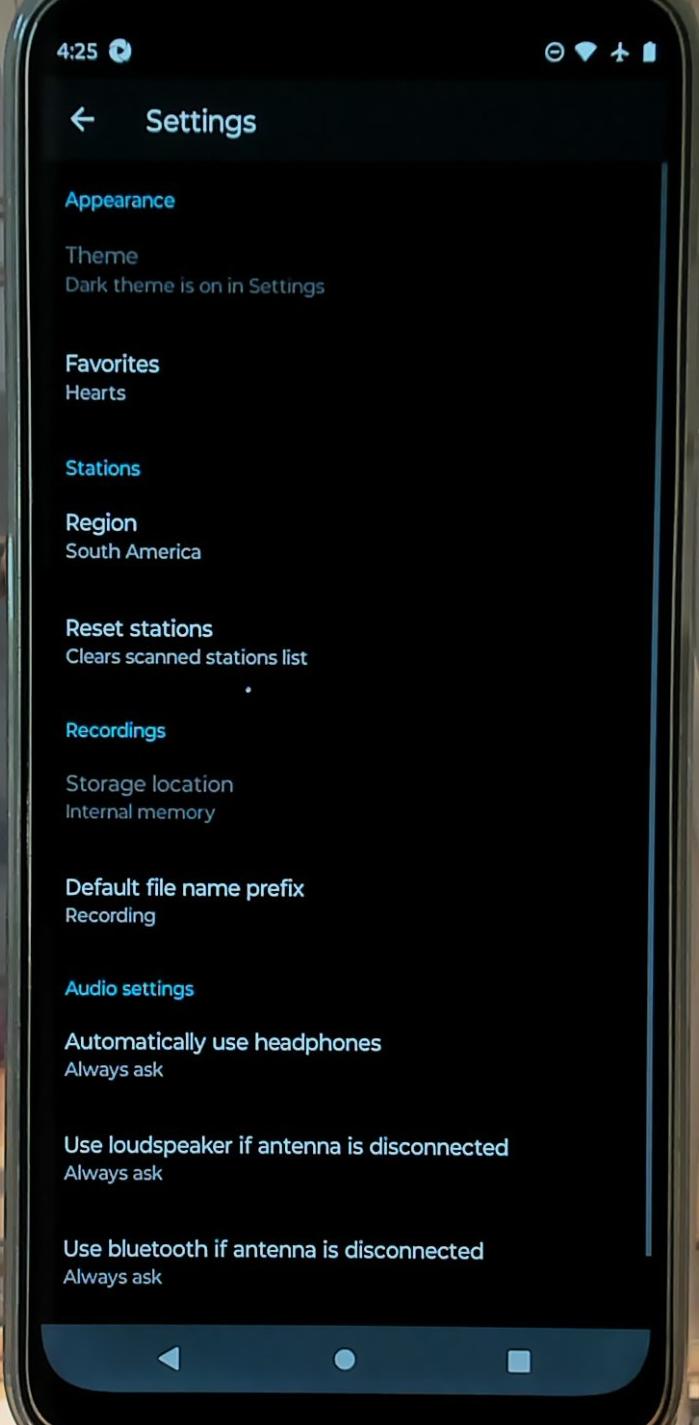 4:25
Settings
Appearance
Theme
Dark theme is on in Settings
Favorites
Hearts
Stations
Region
South America
Reset stations
Clears scanned stations list
Recordings
Storage location
Internal memory
Default file name prefix
Recording
Audio settings
Automatically use headphones
Always ask
Use loudspeaker if antenna is disconnected
Always ask
Use bluetooth if antenna is disconnected
Always ask